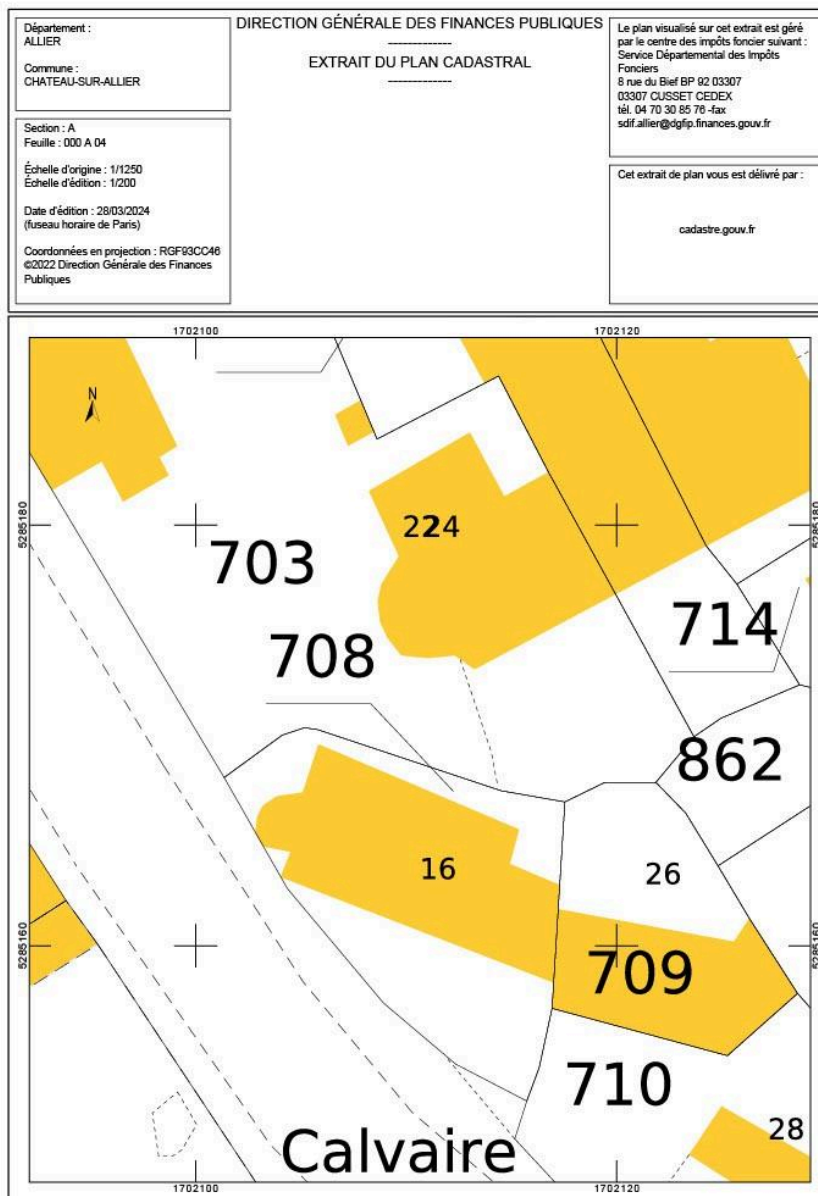 Département :
ALLIER
Commune :
CHATEAU-SUR-ALLIER
Section : A
Feuille : 000 A 04
Échelle d'origine : 1/1250
Échelle d'édition : 1/200
Date d'édition : 28/03/2024
(fuseau horaire de Paris)
Coordonnées en projection : RGF93CC46
©2022 Direction Générale des Finances
Publiques
DIRECTION GÉNÉRALE DES FINANCES PUBLIQUES
-------------
EXTRAIT DU PLAN CADASTRAL
-------------
Le plan visualisé sur cet extrait est géré
par le centre des impôts foncier suivant :
Service Départemental des Impôts
Fonciers
8 rue du Bief BP 92 03307
03307 CUSSET CEDEX
tél. 04 70 30 85 76 -fax
sdif.allier@dgfip.finances.gouv.fr
Cet extrait de plan vous est délivré par :
cadastre.gouv.fr
1702100
1702120
N
5285180
224
5285180
703
714
708
862
16
26
5285160
709
5285160
710
28
Calvaire
1702100
1702120